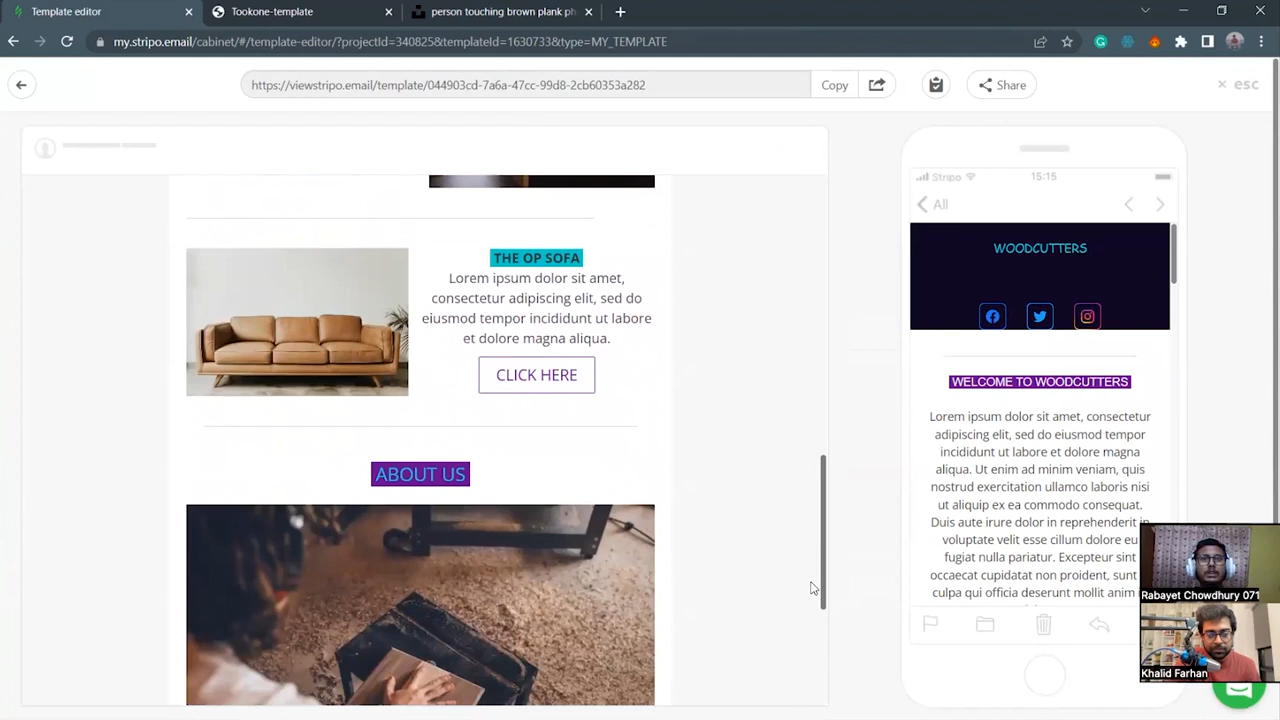 Template editor
Tookone-template
person touching brown plank ph
my.stripo.email/cabinet/#/template-editor/?projectId=340825&templateId=1630733&type=MY_TEMPLATE
https://viewstripo.email/template/044903cd-7a6a-47cc-99d8-2cb60353a282
Copy
Share
esc
THE OP SOFA
Lorem ipsum dolor sit amet,
consectetur adipiscing elit, sed do
eiusmod tempor incididunt ut labore
et dolore magna aliqua.
CLICK HERE
ABOUT US
Stripo
15:15
All
WOODCUTTERS
WELCOME TO WOODCUTTERS
Lorem ipsum dolor sit amet, consectetur
adipiscing elit, sed do eiusmod tempor
incididunt ut labore et dolore magna
aliqua. Ut enim ad minim veniam, quis
nostrud exercitation ullamco laboris nisi
ut aliquip ex ea commodo consequat.
Duis aute irure dolor in reprehenderit in
voluptate velit esse cillum dolore eu
fugiat nulla pariatur. Excepteur sint
occaecat cupidatat non proident, sunt
culpa qui officia deserunt mollit anim
Rabayet Chowdhury 071
Khalid Farhan